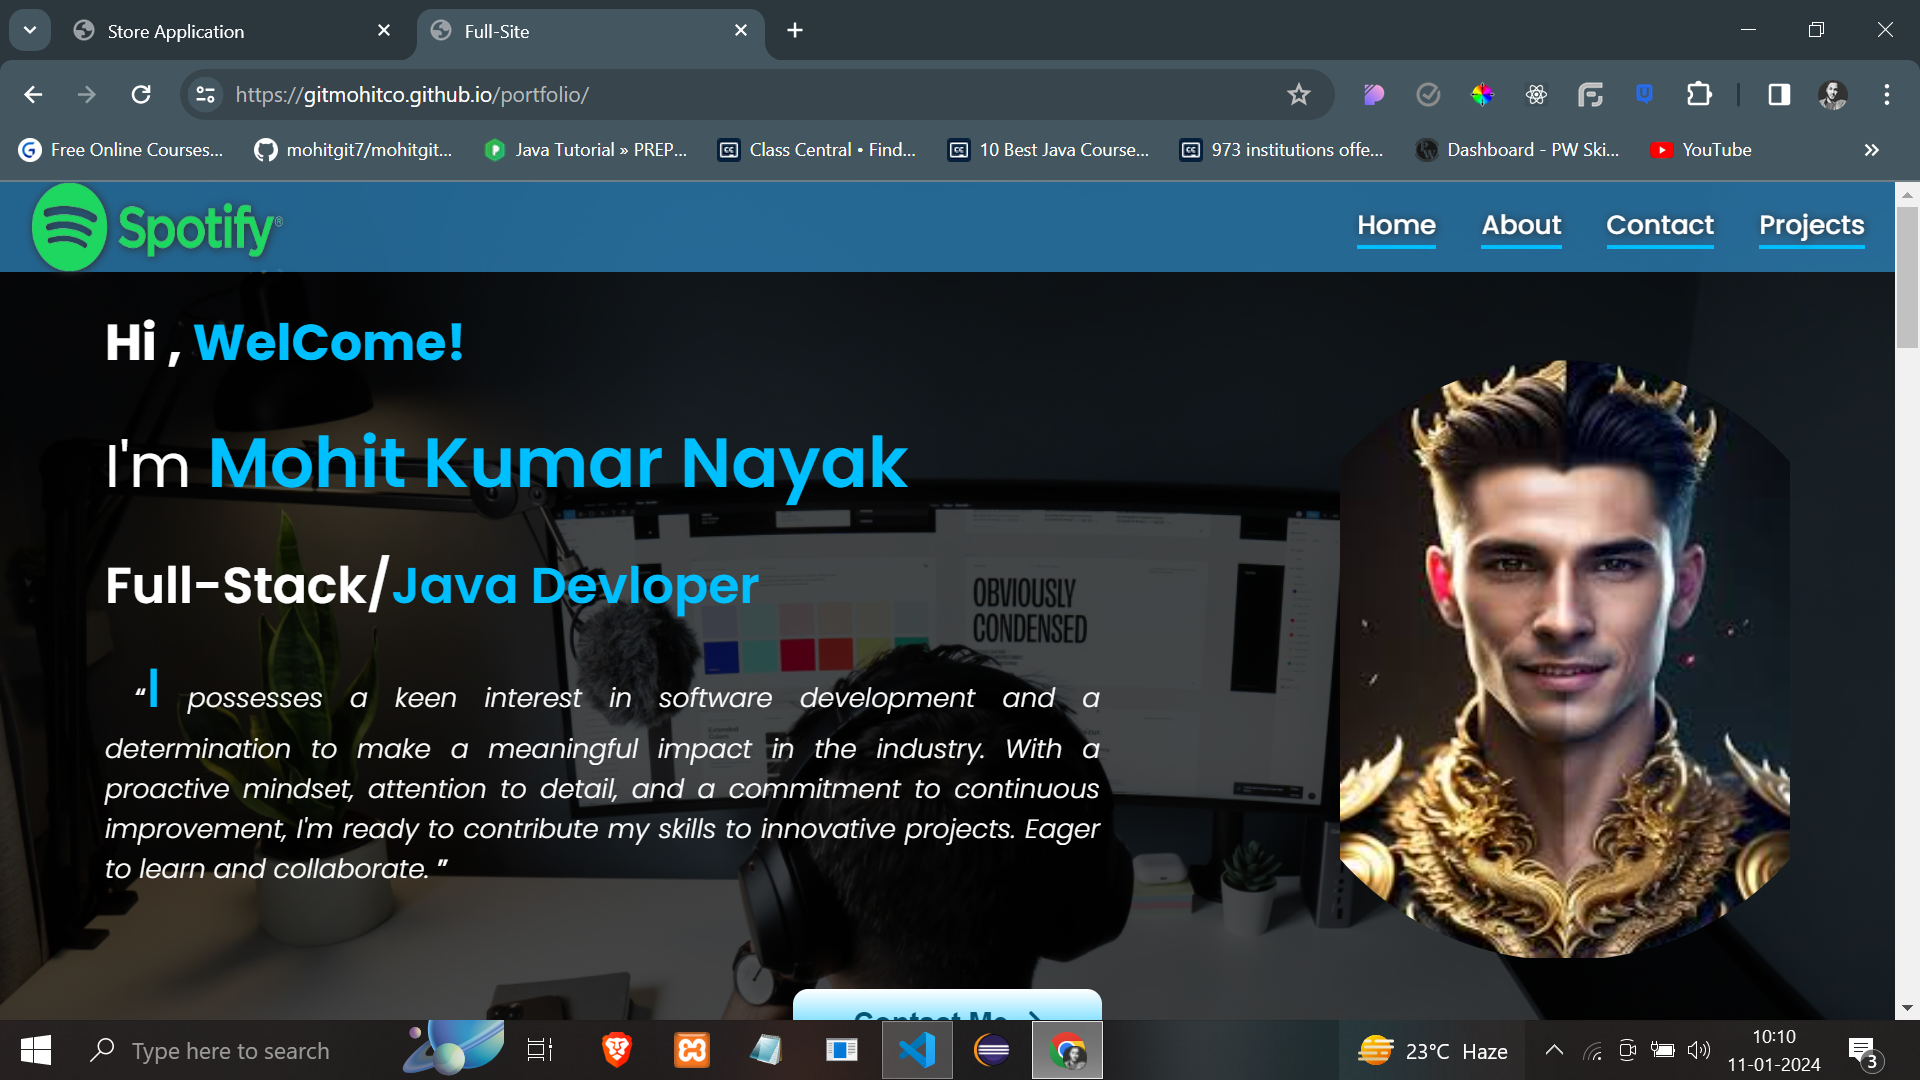 Store Application
Full-Site
https://gitmohitco.github.io/portfolio/
Free Online Courses...
mohitgit7/mohitgit...
Java Tutorial » PREP...
Class Central • Find...
10 Best Java Course...
973 institutions offe...
Dashboard - PW Ski...
YouTube
Spotify®
Home
About
Contact
Projects
Hi , WelCome!
I'm Mohit Kumar Nayak
Full-Stack/Java Devloper
“I possesses a keen interest in software development and a
determination to make a meaningful impact in the industry. With a
proactive mindset, attention to detail, and a commitment to continuous
improvement, I'm ready to contribute my skills to innovative projects. Eager
to learn and collaborate. ”
OBVIOUSLY
CONDENSED
Contact Me
Type here to search
23°C Haze
10:10
11-01-2024
3